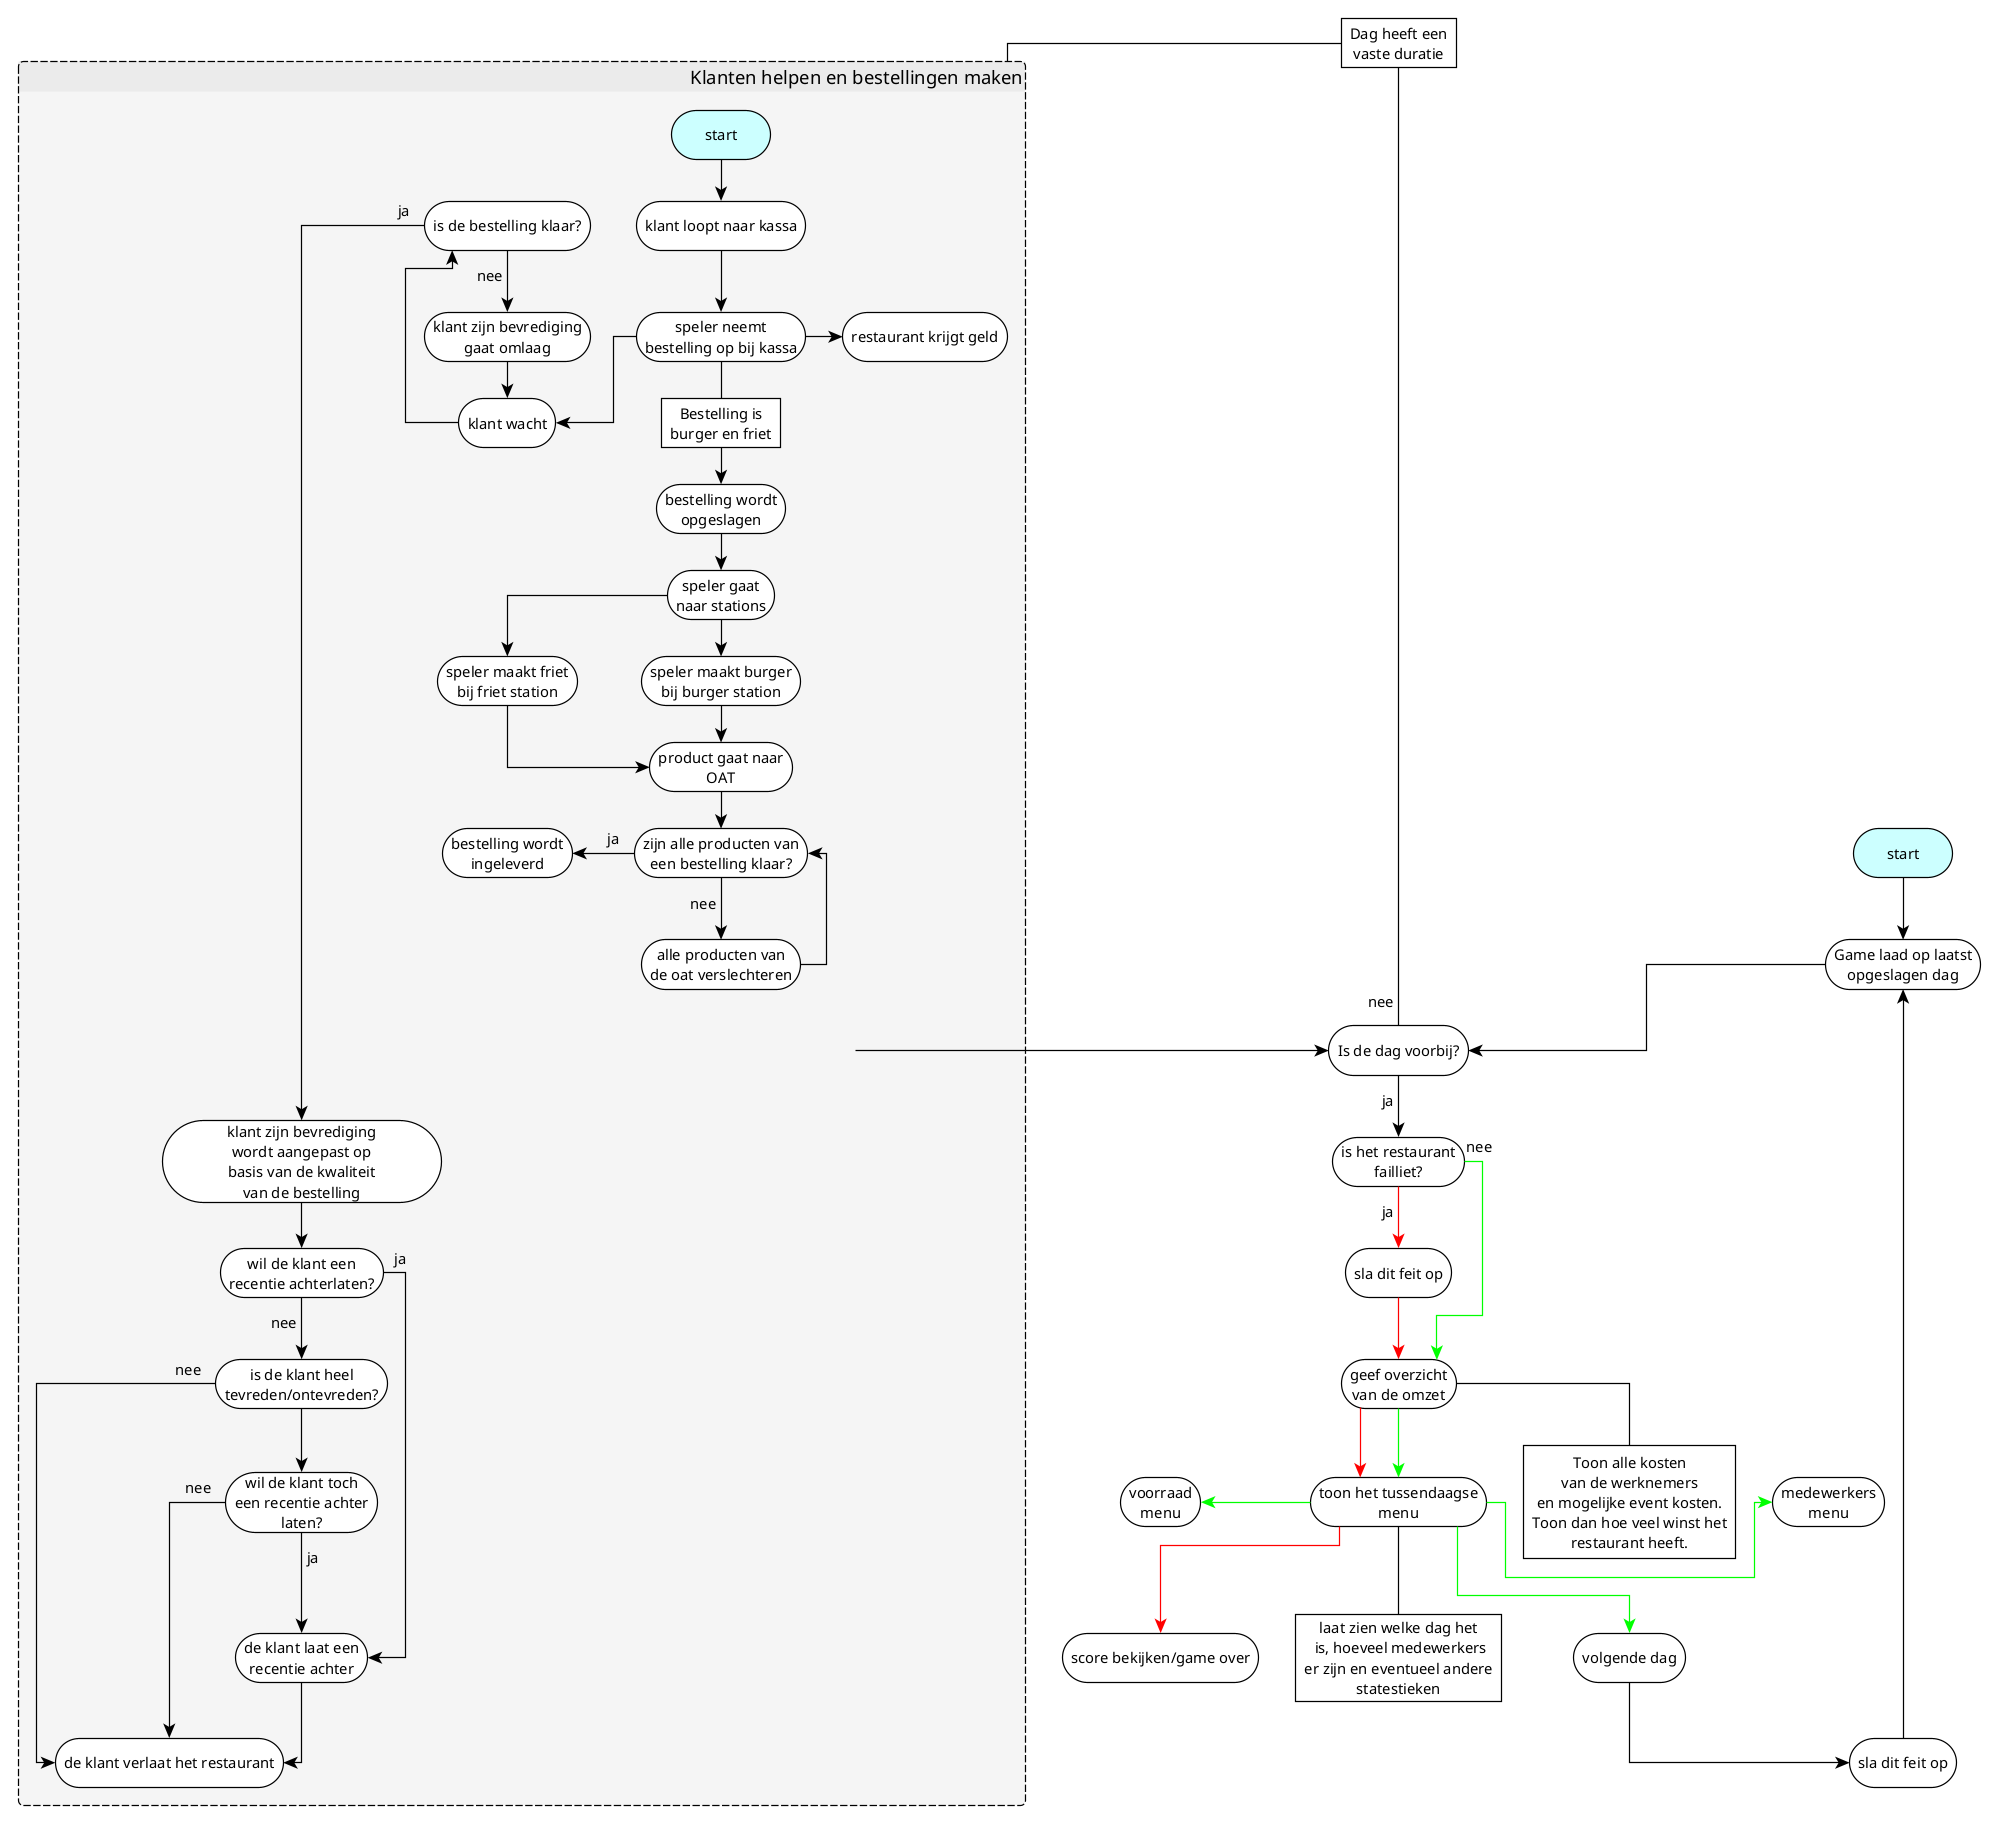 Dag heeft een
vaste duratie
Klanten helpen en bestellingen maken
start
ja
is de bestelling klaar?
klant loopt naar kassa
nee
klant zijn bevrediging
gaat omlaag
speler neemt
bestelling op bij kassa
restaurant krijgt geld
klant wacht
Bestelling is
burger en friet
bestelling wordt
opgeslagen
speler gaat
naar stations
speler maakt friet
bij friet station
speler maakt burger
bij burger station
product gaat naar
OAT
bestelling wordt
ingeleverd
ja
zijn alle producten van
een bestelling klaar?
nee
alle producten van
de oat verslechteren
start
Game laad op laatst
opgeslagen dag
nee
Is de dag voorbij?
ja
klant zijn bevrediging
wordt aangepast op
basis van de kwaliteit
van de bestelling
is het restaurant
failliet?
nee
ja
wil de klant een
recentie achterlaten?
ja
sla dit feit op
nee
nee
is de klant heel
tevreden/ontevreden?
geef overzicht
van de omzet
nee
wil de klant toch
een recentie achter
laten?
ja
voorraad
menu
toon het tussendaagse
menu
Toon alle kosten
van de werknemers
en mogelijke event kosten.
Toon dan hoe veel winst het
restaurant heeft.
medewerkers
menu
de klant laat een
recentie achter
score bekijken/game over
laat zien welke dag het
is, hoeveel medewerkers
er zijn en eventueel andere
statestieken
volgende dag
de klant verlaat het restaurant
sla dit feit op